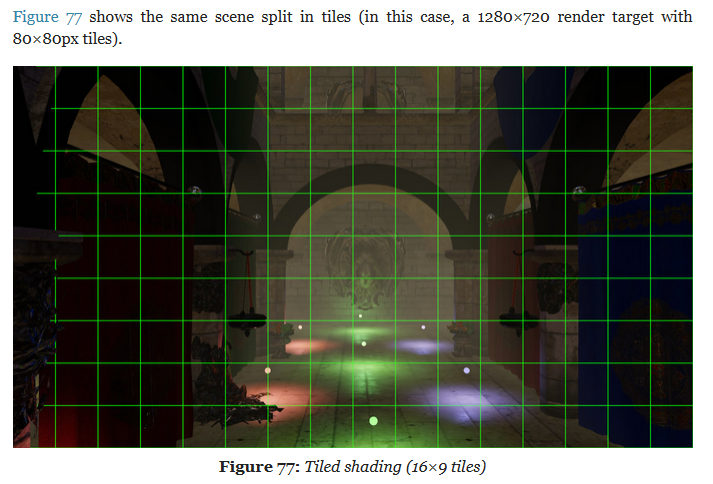 Figure 77 shows the same scene split in tiles (in this case, a 1280×720 render target with
80×80px tiles).
Figure 77: Tiled shading (16×9 tiles)